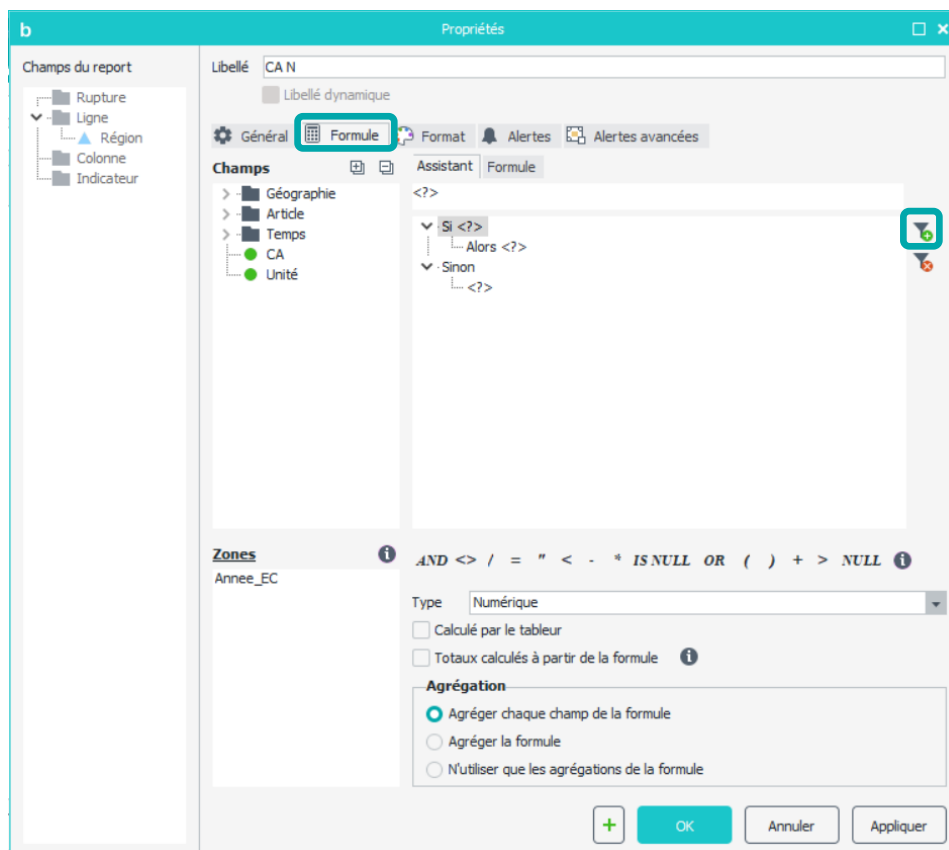 b
Propriétés
Champs du report
Rupture
Ligne
Région
Colonne
Indicateur
Libellé CA N
Libellé dynamique
Général Formule Format Alertes Alertes avancées
Champs
Géographie
Article
Temps
CA
Unité
Assistant Formule
<?>
Si <?>
Alors <?>
Sinon
<?>
Zones
Annee_EC
AND <> / = " < - * IS NULL OR ( ) + > NULL
Type Numérique
Calculé par le tableur
Totaux calculés à partir de la formule
Agrégation
Agréger chaque champ de la formule
Agréger la formule
N'utiliser que les agrégations de la formule
+ OK Annuler Appliquer